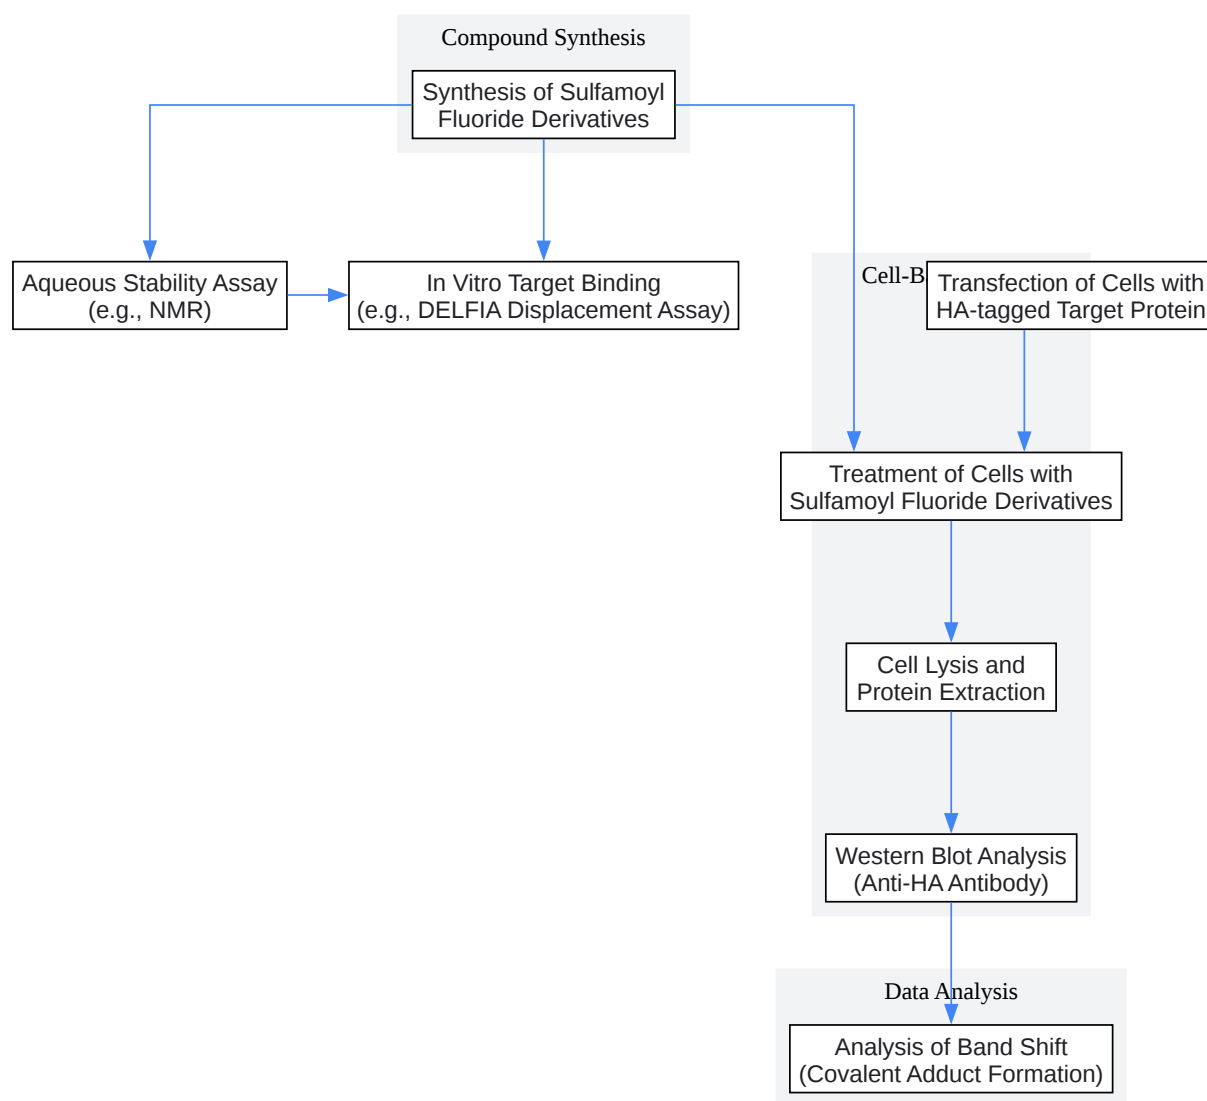 Compound Synthesis
Synthesis of Sulfamoyl
Fluoride Derivatives
Aqueous Stability Assay
(e.g., NMR)
In Vitro Target Binding
(e.g., DELFIA Displacement Assay)
Cell-B
Transfection of Cells with
HA-tagged Target Protein
Treatment of Cells with
Sulfamoyl Fluoride Derivatives
Cell Lysis and
Protein Extraction
Western Blot Analysis
(Anti-HA Antibody)
Data Analysis
Analysis of Band Shift
(Covalent Adduct Formation)